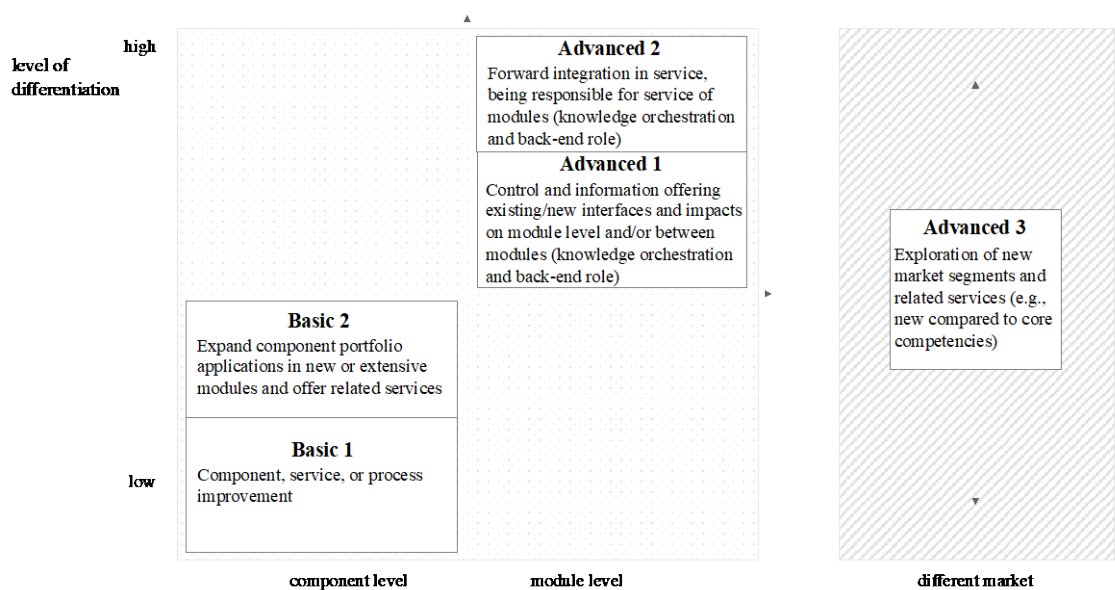 high
level of
differentiation
low
Advanced 2
Forward integration in service,
being responsible for service of
modules (knowledge orchestration
and back-end role)
Advanced 1
Control and information offering
existing/new interfaces and impacts
on module level and/or between
modules (knowledge orchestration
and back-end role)
Basic 2
Expand component portfolio
applications in new or extensive
modules and offer related services
Basic 1
Component, service, or process
improvement
Advanced 3
Exploration of new
market segments and
related services (e.g.,
new compared to core
competencies)
component level
module level
different market